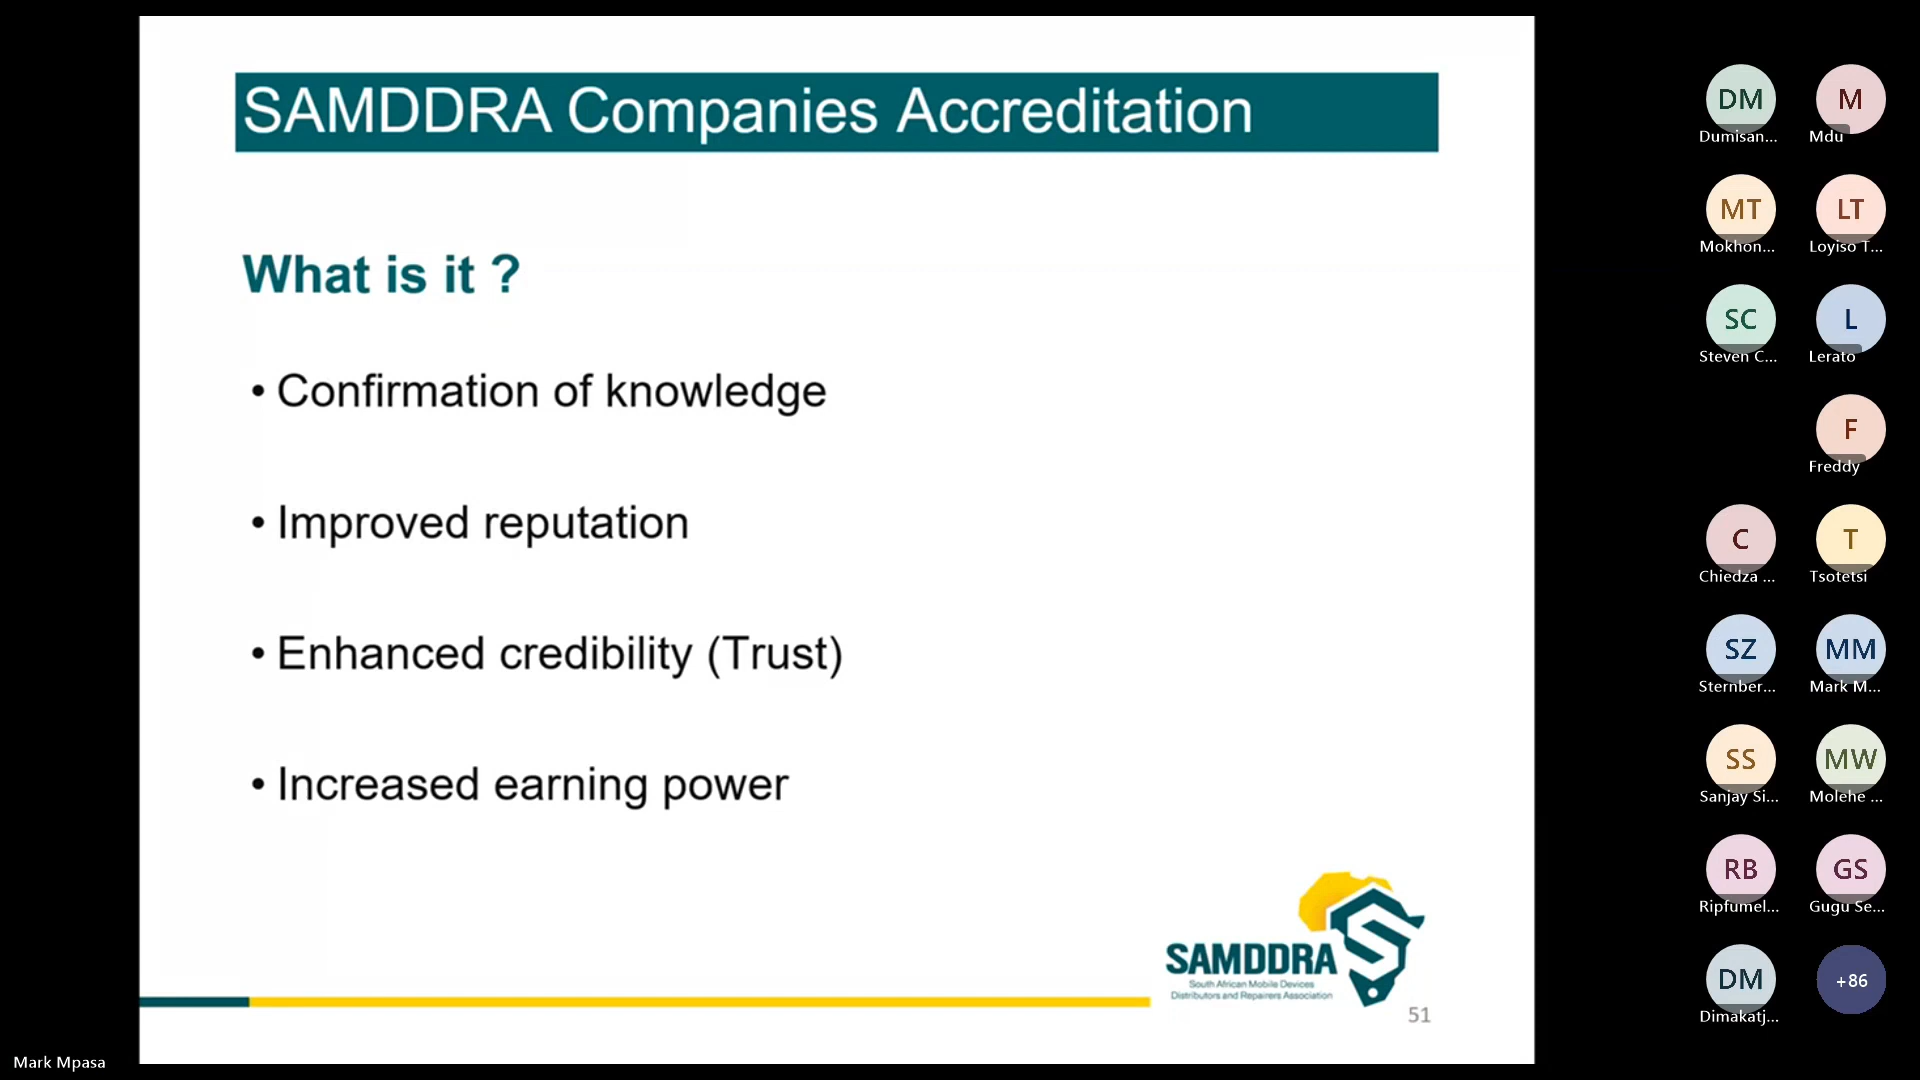 SAMDDRA Companies Accreditation
What is it ?
• Confirmation of knowledge
• Improved reputation
• Enhanced credibility (Trust)
• Increased earning power
SAMDDRA
South African Mobile Devices
Distributors and Repairers Association
51
Mark Mpasa
DM
Dumisan...
M
Mdu
MT
Mokhon...
LT
Loyiso T...
SC
Steven C...
L
Lerato
F
Freddy
C
Chiedza ...
T
Tsotetsi
SZ
Sternber...
MM
Mark M...
SS
Sanjay Si...
MW
Molehe ...
RB
Ripfumel...
GS
Gugu Se...
DM
Dimakatj...
+86